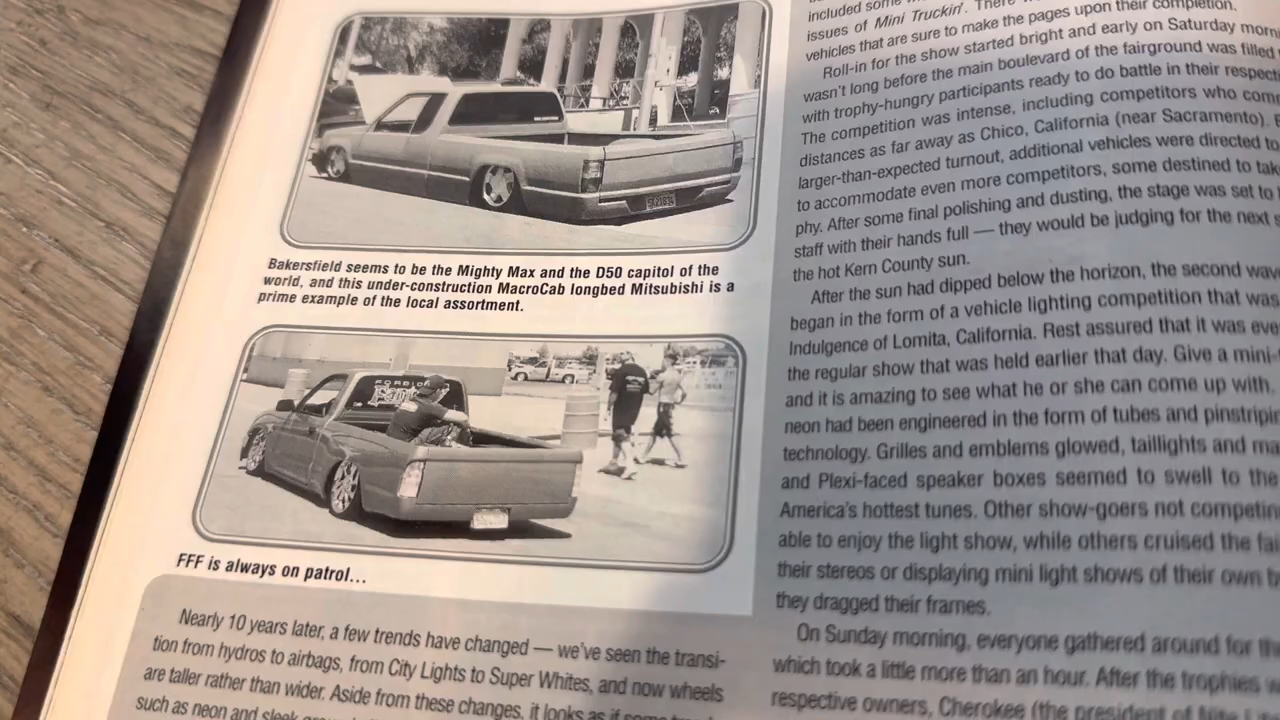 Bakersfield seems to be the Mighty Max and the D50 capitol of the
world, and this under-construction MacroCab longbed Mitsubishi is a
prime example of the local assortment.
FFF is always on patrol...
Nearly 10 years later, a few trends have changed — we've seen the transi-
tion from hydros to airbags, from City Lights to Super Whites, and now wheels
are taller rather than wider. Aside from these changes, it looks as if some
such as neon and sleek
included some
issues of Mini Truckin'. There
vehicles that are sure to make the pages upon their completion.
Roll-in for the show started bright and early on Saturday
wasn't long before the main boulevard of the fairground was filled
with trophy-hungry participants ready to do battle in their
The competition was intense, including competitors who
distances as far away as Chico, California (near Sacramento).
larger-than-expected turnout, additional vehicles were directed to
to accommodate even more competitors, some destined to
phy. After some final polishing and dusting, the stage was set to
staff with their hands full — they would be judging for the next
the hot Kern County sun.
After the sun had dipped below the horizon, the second
began in the form of a vehicle lighting competition that was
Indulgence of Lomita, California. Rest assured that it was
the regular show that was held earlier that day. Give a
and it is amazing to see what he or she can come up with.
neon had been engineered in the form of tubes and
technology. Grilles and emblems glowed, taillights and
and Plexi-faced speaker boxes seemed to swell to the
America's hottest tunes. Other show-goers not
able to enjoy the light show, while others cruised the
their stereos or displaying mini light shows of their own
they dragged their frames.
On Sunday morning, everyone gathered around for
which took a little more than an hour. After the trophies
respective owners, Cherokee (the president of